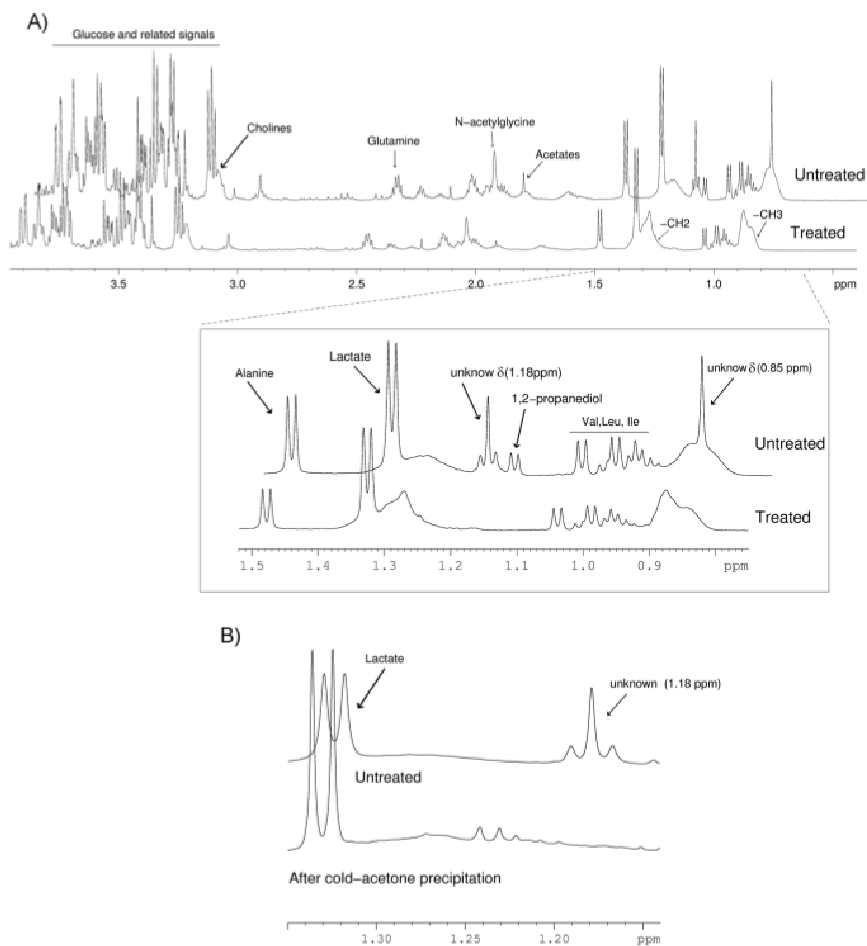 A)
Glucose and related signals
Cholines
Glutamine
N-acetylglycine
Acetates
Untreated
-CH2
-CH3
Treated
3.5 3.0 2.5 2.0 1.5 1.0 ppm
Alanine
Lactate
unknow δ(1.18ppm)
1,2-propanediol
Val,Leu, Ile
unknow δ(0.85 ppm)
Untreated
Treated
1.5 1.4 1.3 1.2 1.1 1.0 0.9 ppm
B)
Lactate
unknown (1.18 ppm)
Untreated
After cold-acetone precipitation
1.30 1.25 1.20 ppm